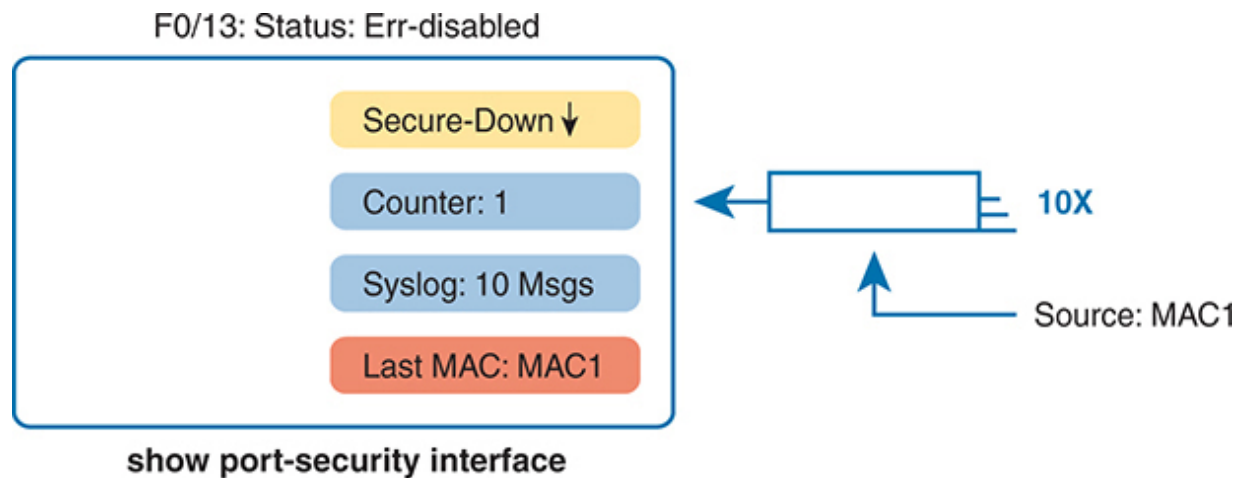 F0/13: Status: Err-disabled
Secure-Down ↓
Counter: 1
Syslog: 10 Msgs
Last MAC: MAC1
10X
Source: MAC1
show port-security interface